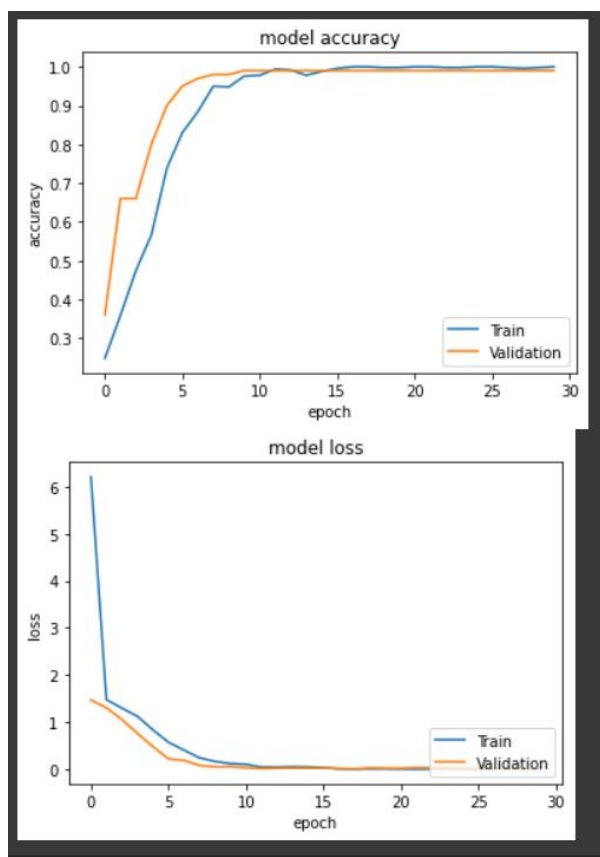 model accuracy
1.0
0.9
0.8
0.7
0.6
0.5
0.4
0.3
accuracy
Train
Validation
0 5 10 15 20 25 30
epoch
model loss
6
5
4
3
2
1
0
loss
Train
Validation
0 5 10 15 20 25 30
epoch